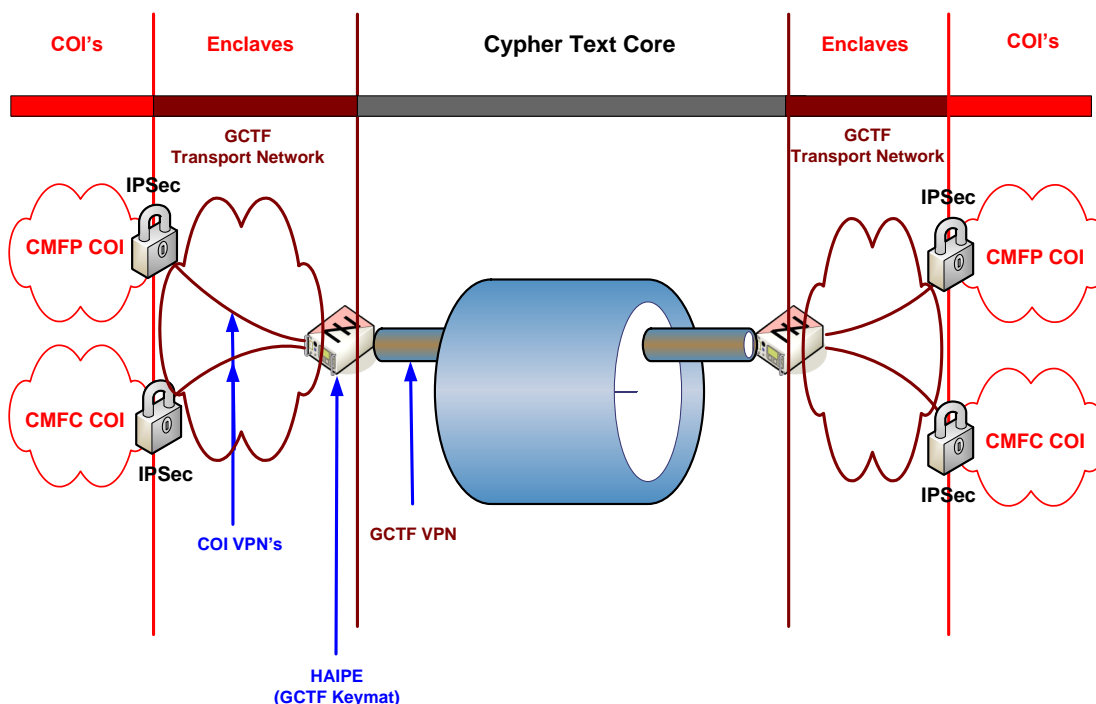 COI's
Enclaves
Cypher Text Core
Enclaves
COI's
GCTF
Transport Network
GCTF
Transport Network
IPSec
IPSec
CMFP COI
CMFP COI
CMFC COI
CMFC COI
IPSec
IPSec
COI VPN's
GCTF VPN
HAIPE
(GCTF Keymat)